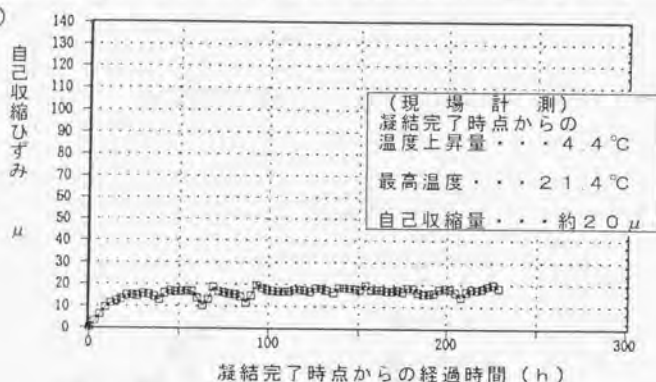 )
自己収縮ひずみ μ
140
130
120
110
100
90
80
70
60
50
40
30
20
10
0
(現場計測)
凝結完了時点からの
温度上昇量・・・4.4℃
最高温度・・・21.4℃
自己収縮量・・・約20μ
0 100 200 300
凝結完了時点からの経過時間(h)